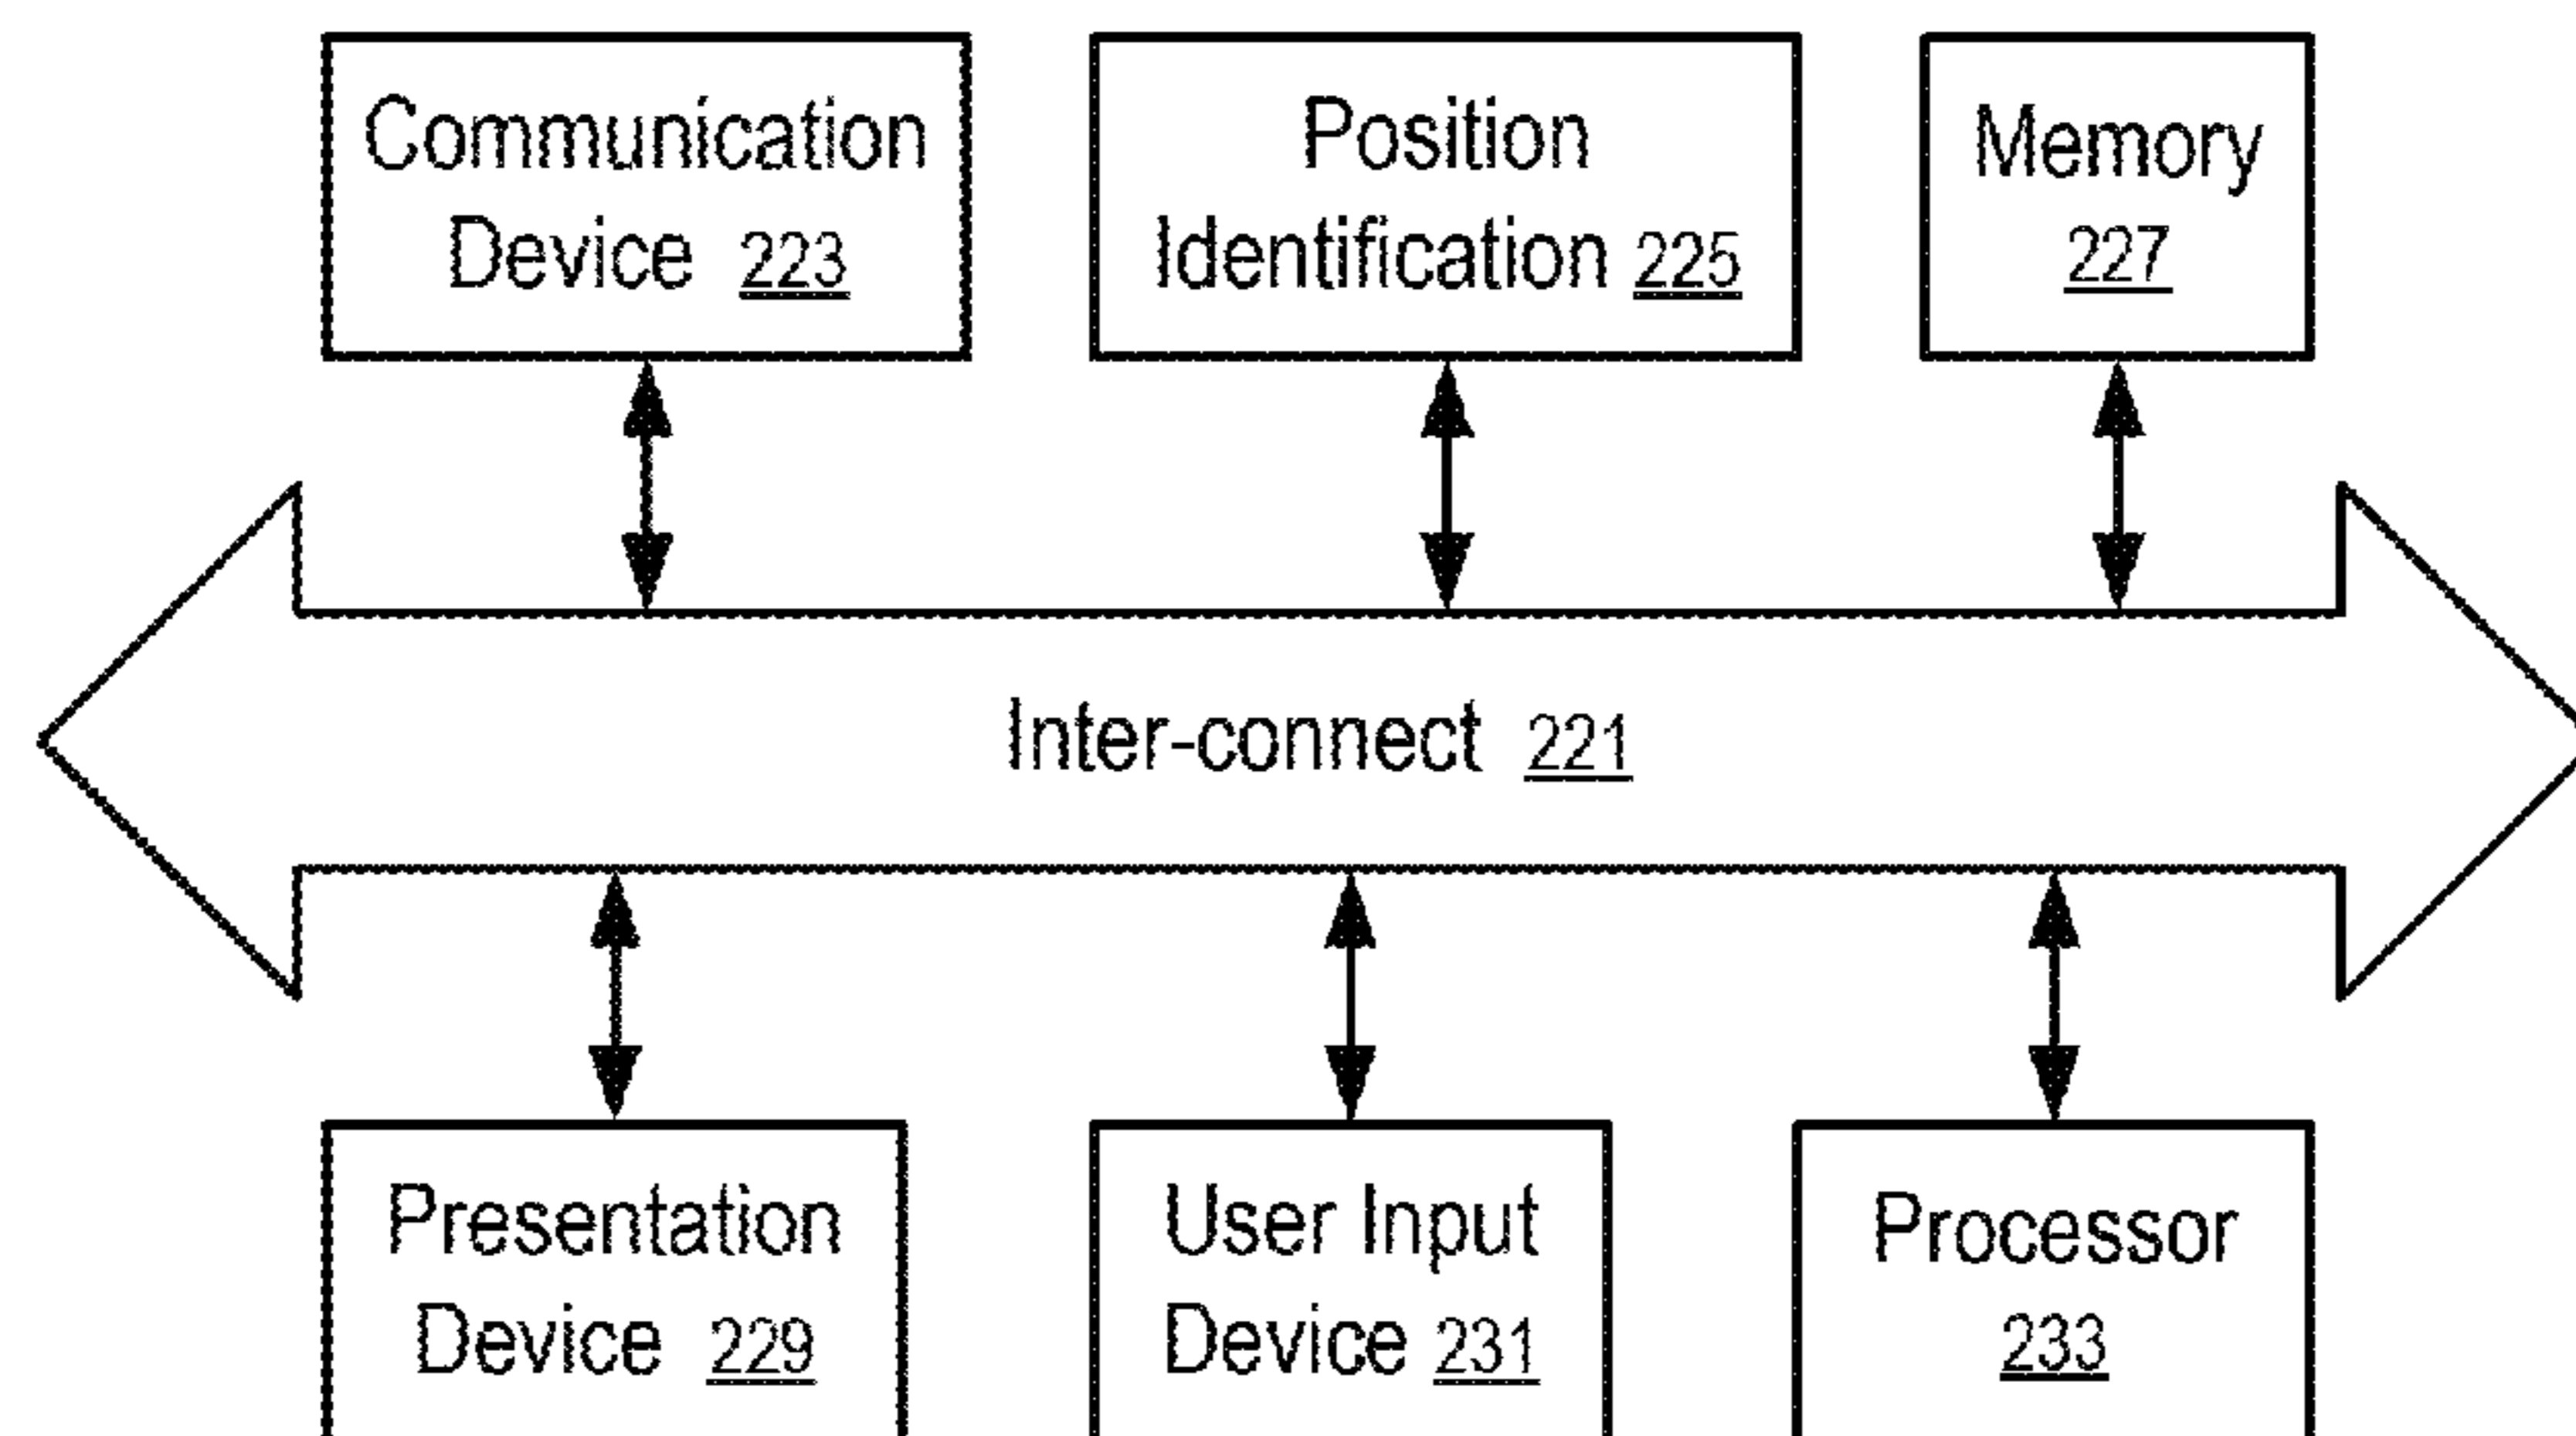 Communication
Device 223
Position
Identification 225
Memory
227
Inter-connect 221
Presentation
Device 229
User Input
Device 231
Processor
233